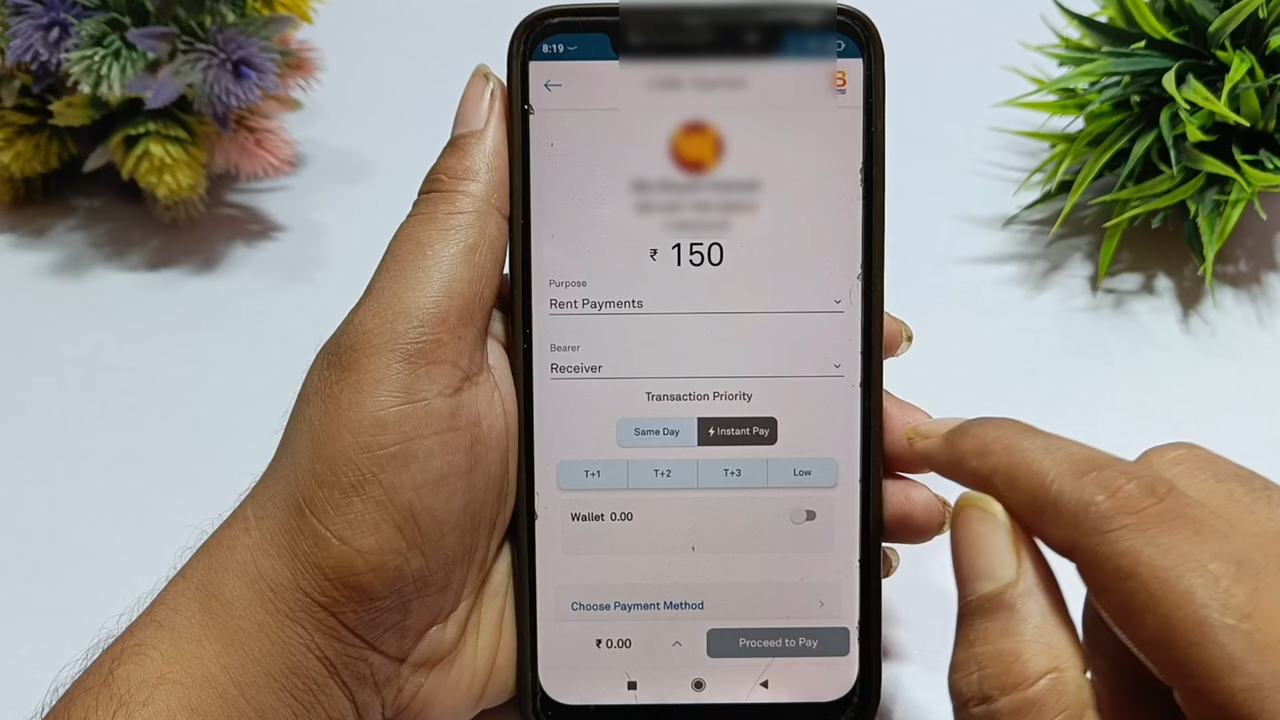 8:19
B
₹ 150
Purpose
Rent Payments
Bearer
Receiver
Transaction Priority
Same Day Instant Pay
T+1 T+2 T+3 Low
Wallet 0.00
Choose Payment Method
₹ 0.00 Proceed to Pay